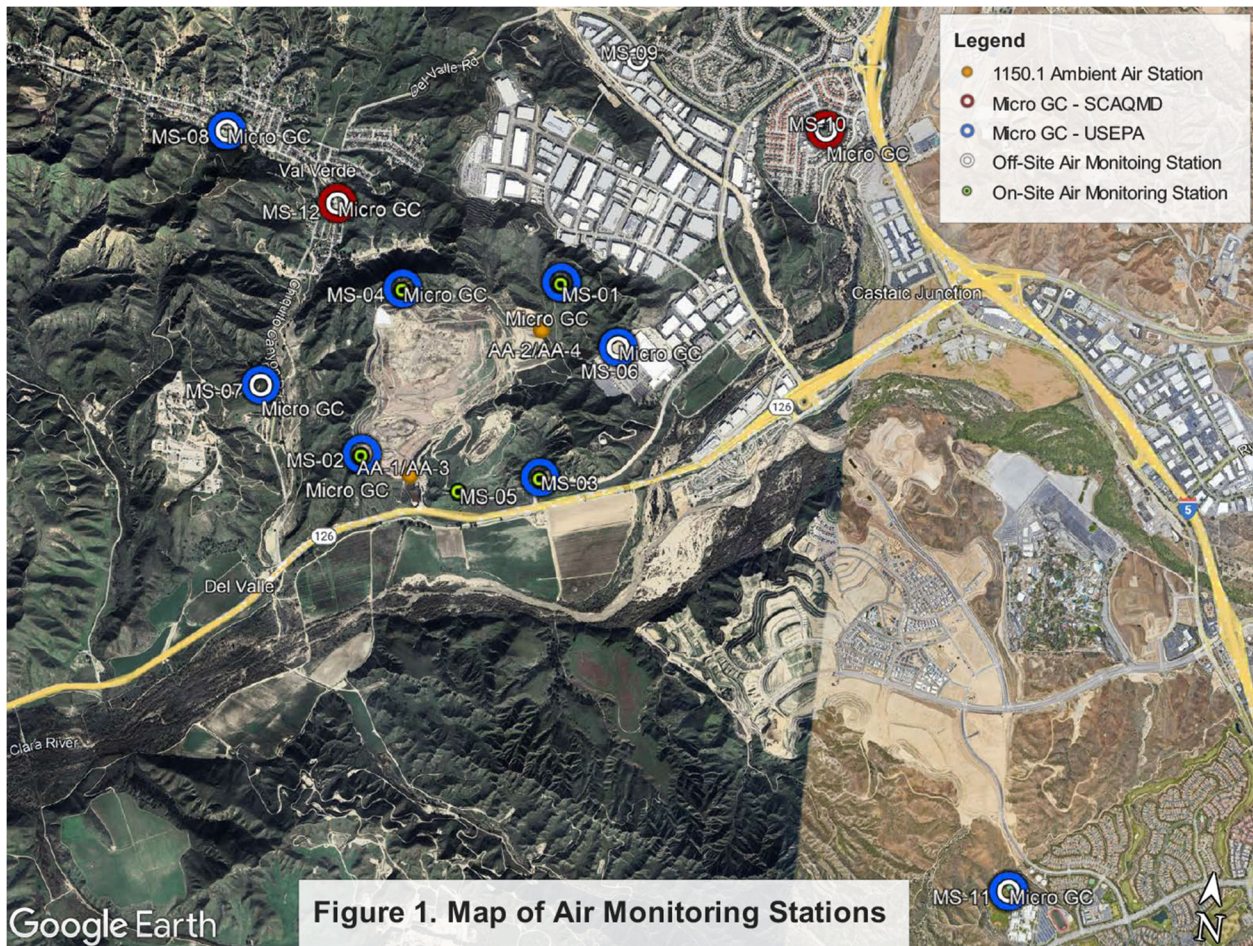 Legend
1150.1 Ambient Air Station
Micro GC - SCAQMD
Micro GC - USEPA
Off-Site Air Monitoing Station
On-Site Air Monitoring Station
MS-09
Del Valle Rd
MS-08 Micro GC
MS-10
Micro GC
Val Verde
MS-12 Micro GC
MS-04 Micro GC
MS-01
Micro GC
Castaic Junction
AA-2/AA-4
Micro GC
MS-06
MS-07
Micro GC
126
MS-02
AA-1/AA-3
Micro GC
MS-05
MS-03
5
126
Del Valle
Clara River
MS-11 Micro GC
N
Figure 1. Map of Air Monitoring Stations
Google Earth